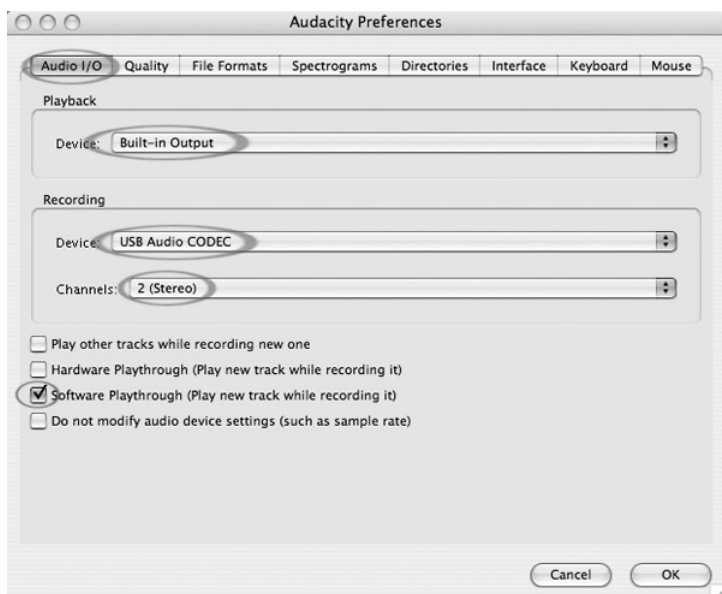 Audacity Preferences
Audio I/O Quality File Formats Spectrograms Directories Interface Keyboard Mouse
Playback
Device: Built-in Output
Recording
Device: USB Audio CODEC
Channels: 2 (Stereo)
Play other tracks while recording new one
Hardware Playthrough (Play new track while recording it)
Software Playthrough (Play new track while recording it)
Do not modify audio device settings (such as sample rate)
Cancel OK